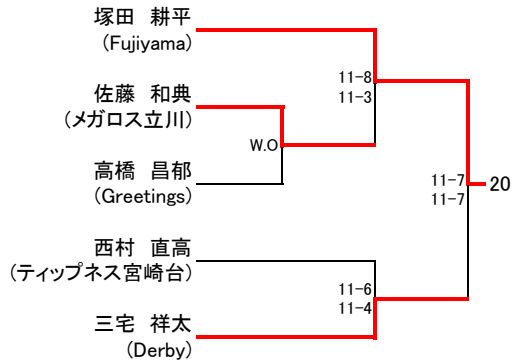 塚田　耕平
(Fujiyama)
11-8
11-3
佐藤　和典
(メガロス立川)
W.O
高橋　昌郁
(Greetings)
11-7
11-7
20
西村　直高
(ティップネス宮崎台)
11-6
11-4
三宅　祥太
(Derby)